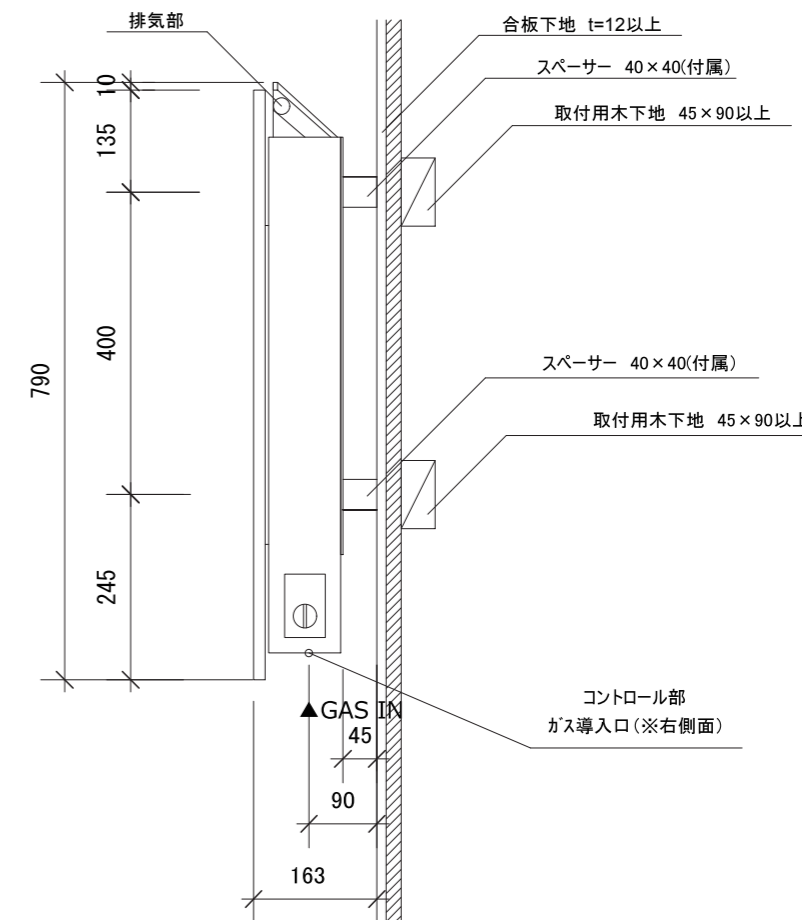 排気部
合板下地 t=12以上
スペーサー 40×40(付属)
取付用木下地 45×90以上
10
135
400
790
スペーサー 40×40(付属)
取付用木下地 45×90以上
245
コントロール部
ガス導入口(※右側面)
▲GAS IN
45
90
163